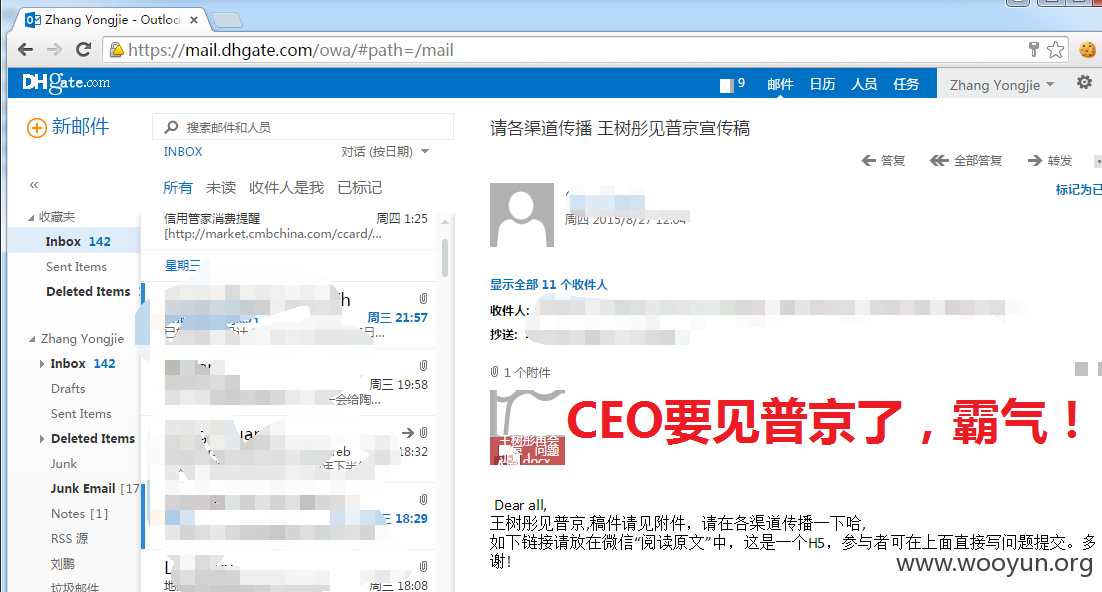 Zhang Yongjie - Outloo
https://mail.dhgate.com/owa/#path=/mail
DHgate.com
9 邮件 日历 人员 任务 Zhang Yongjie
新邮件
搜索邮件和人员
INBOX 对话 (按日期)
所有 未读 收件人是我 已标记
«
收藏夹
Inbox 142
Sent Items
Deleted Items
Zhang Yongjie
Inbox 142
Drafts
Sent Items
Deleted Items
Junk
Junk Email [17
Notes [1]
RSS 源
刘鹏
垃圾邮件
信用管家消费提醒 周四 1:25
[http://market.cmbchina.com/ccard/...
星期三
周三 21:57
周三 19:58
一会给陶...
18:32
18:29
周三 18:08
请各渠道传播 王树彤见普京宣传稿
答复 全部答复 转发
标记为已
周四 2015/8/27 12:04
显示全部 11 个收件人
收件人:
抄送:
1 个附件
CEO要见普京了，霸气！
Dear all,
王树彤见普京,稿件请见附件，请在各渠道传播一下哈,
如下链接请放在微信“阅读原文”中，这是一个H5，参与者可在上面直接写问题提交。多
谢!
www.wooyun.org